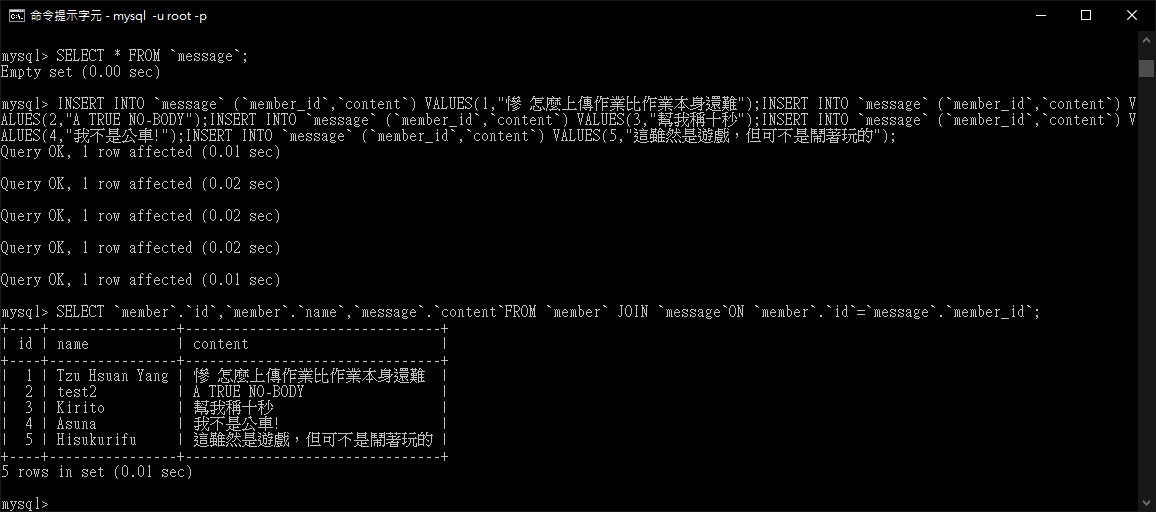 命令提示字元 - mysql  -u root -p
mysql> SELECT * FROM `message`;
Empty set (0.00 sec)
mysql> INSERT INTO `message` (`member_id`,`content`) VALUES(1,"慘 怎麼上傳作業比作業本身還難");INSERT INTO `message` (`member_id`,`content`) V
ALUES(2,"A TRUE NO-BODY");INSERT INTO `message` (`member_id`,`content`) VALUES(3,"幫我稱十秒");INSERT INTO `message` (`member_id`,`content`) V
ALUES(4,"我不是公車!");INSERT INTO `message` (`member_id`,`content`) VALUES(5,"這雖然是遊戲，但可不是鬧著玩的");
Query OK, 1 row affected (0.01 sec)
Query OK, 1 row affected (0.02 sec)
Query OK, 1 row affected (0.02 sec)
Query OK, 1 row affected (0.02 sec)
Query OK, 1 row affected (0.01 sec)
mysql> SELECT `member`.`id`,`member`.`name`,`message`.`content`FROM `member` JOIN `message`ON `member`.`id`=`message`.`member_id`;
+----+----------------+--------------------------------+
| id | name           | content                        |
+----+----------------+--------------------------------+
|  1 | Tzu Hsuan Yang | 慘 怎麼上傳作業比作業本身還難  |
|  2 | test2          | A TRUE NO-BODY                 |
|  3 | Kirito         | 幫我稱十秒                     |
|  4 | Asuna          | 我不是公車!                    |
|  5 | Hisukurifu     | 這雖然是遊戲，但可不是鬧著玩的 |
+----+----------------+--------------------------------+
5 rows in set (0.01 sec)
mysql>